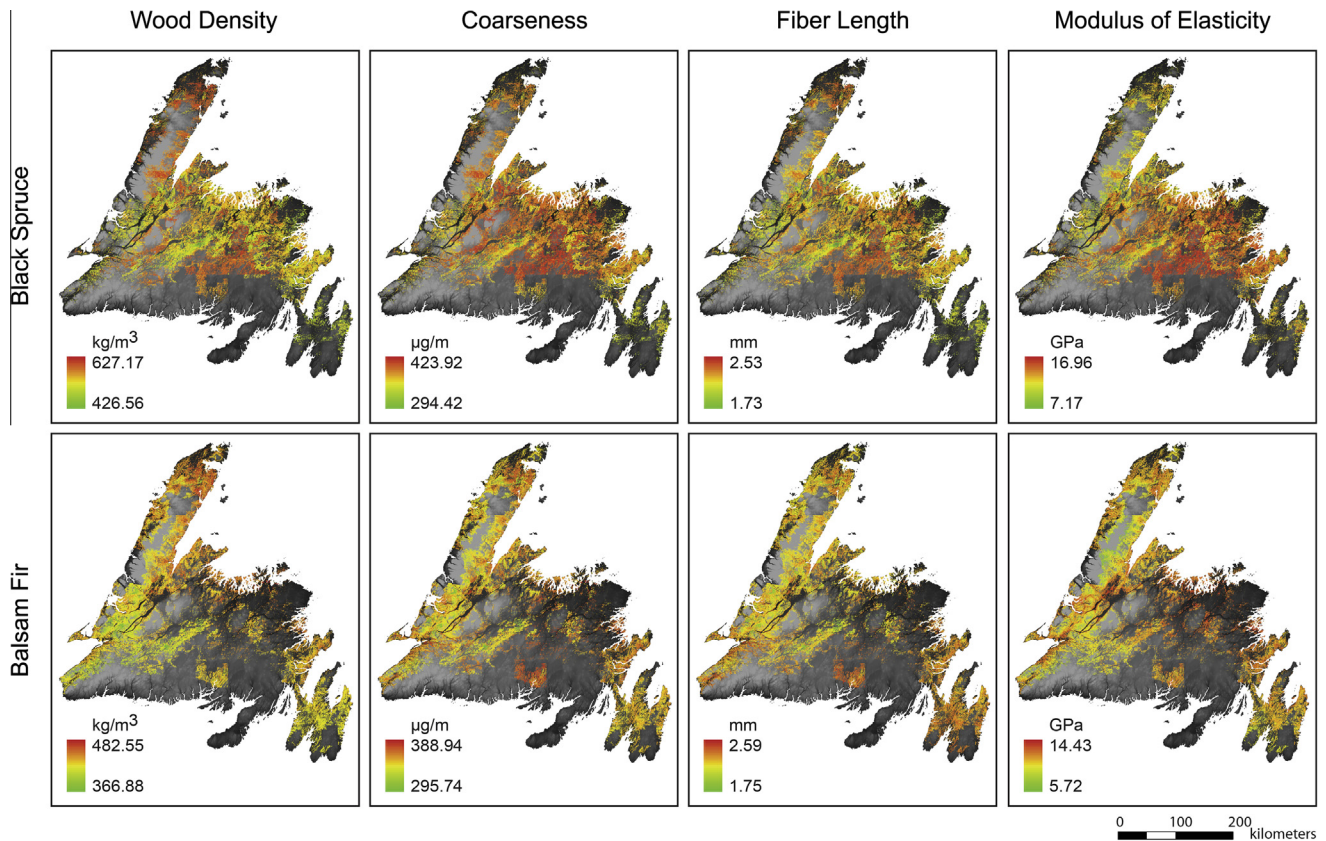 Wood Density
Coarseness
Fiber Length
Modulus of Elasticity
Black Spruce
kg/m³
627.17
426.56
µg/m
423.92
294.42
mm
2.53
1.73
GPa
16.96
7.17
Balsam Fir
kg/m³
482.55
366.88
µg/m
388.94
295.74
mm
2.59
1.75
GPa
14.43
5.72
0 100 200
kilometers